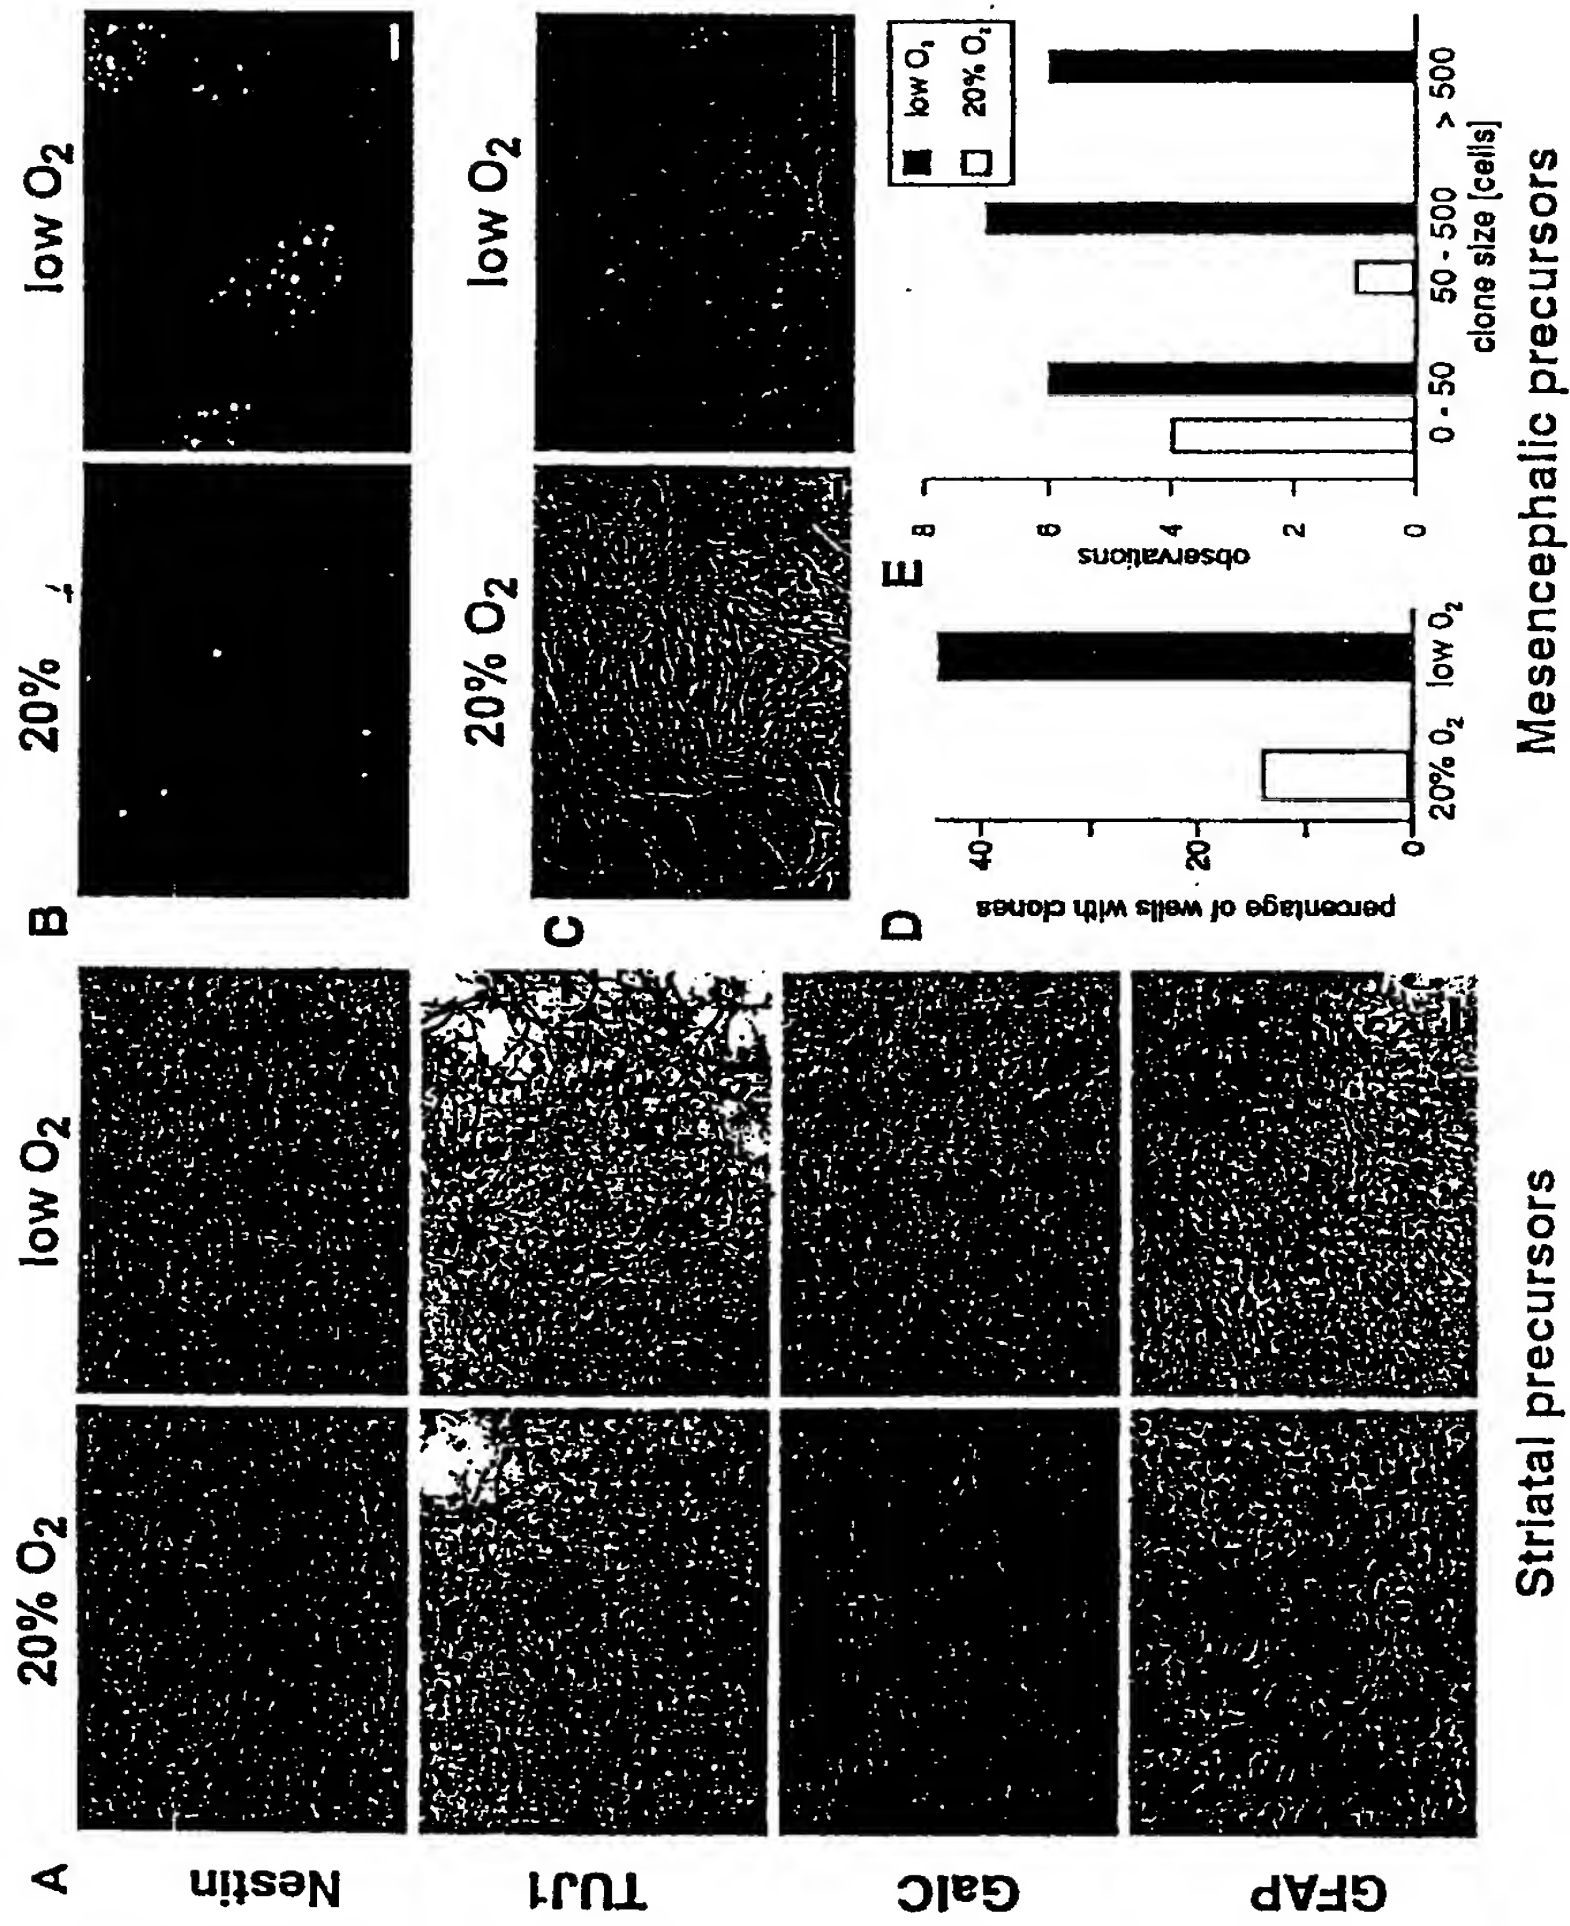 A
20% O2
low O2
Nestin
TUJ1
GalC
GFAP
Striatal precursors
B
20%
low O2
C
20% O2
low O2
D
percentage of wells with clones
40
20
0
20% O2
low O2
E
observations
8
6
4
2
0
0 - 50
50 - 500
> 500
clone size [cells]
low O2
20% O2
Mesencephalic precursors